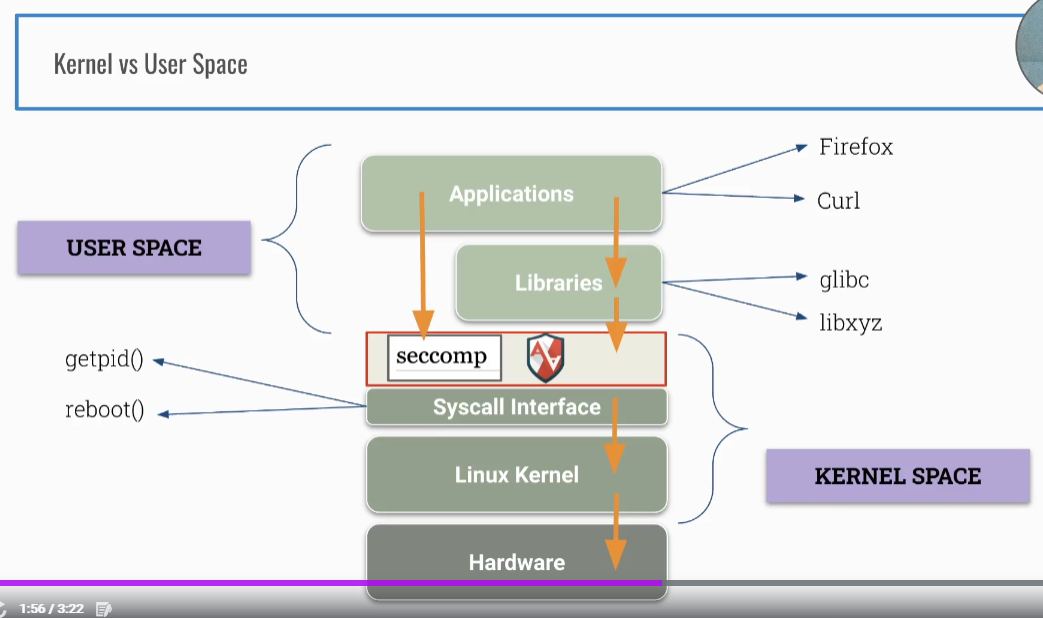 Kernel vs User Space
Applications
Firefox
Curl
USER SPACE
Libraries
glibc
libxyz
seccomp
getpid()
reboot()
Syscall Interface
Linux Kernel
KERNEL SPACE
Hardware
1:56 / 3:22